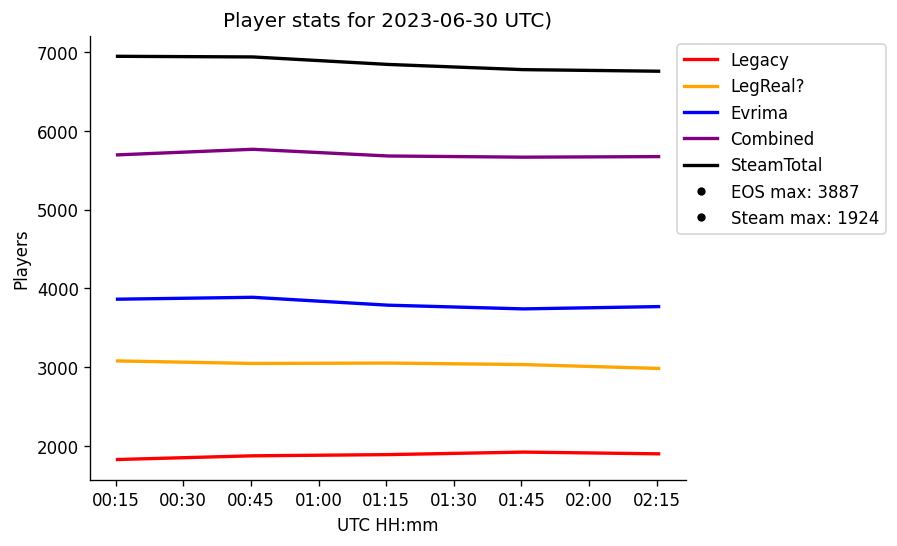 Player stats for 2023-06-30 UTC)
7000
6000
5000
4000
3000
2000
Players
00:15 00:30 00:45 01:00 01:15 01:30 01:45 02:00 02:15
UTC HH:mm
Legacy
LegReal?
Evrima
Combined
SteamTotal
EOS max: 3887
Steam max: 1924